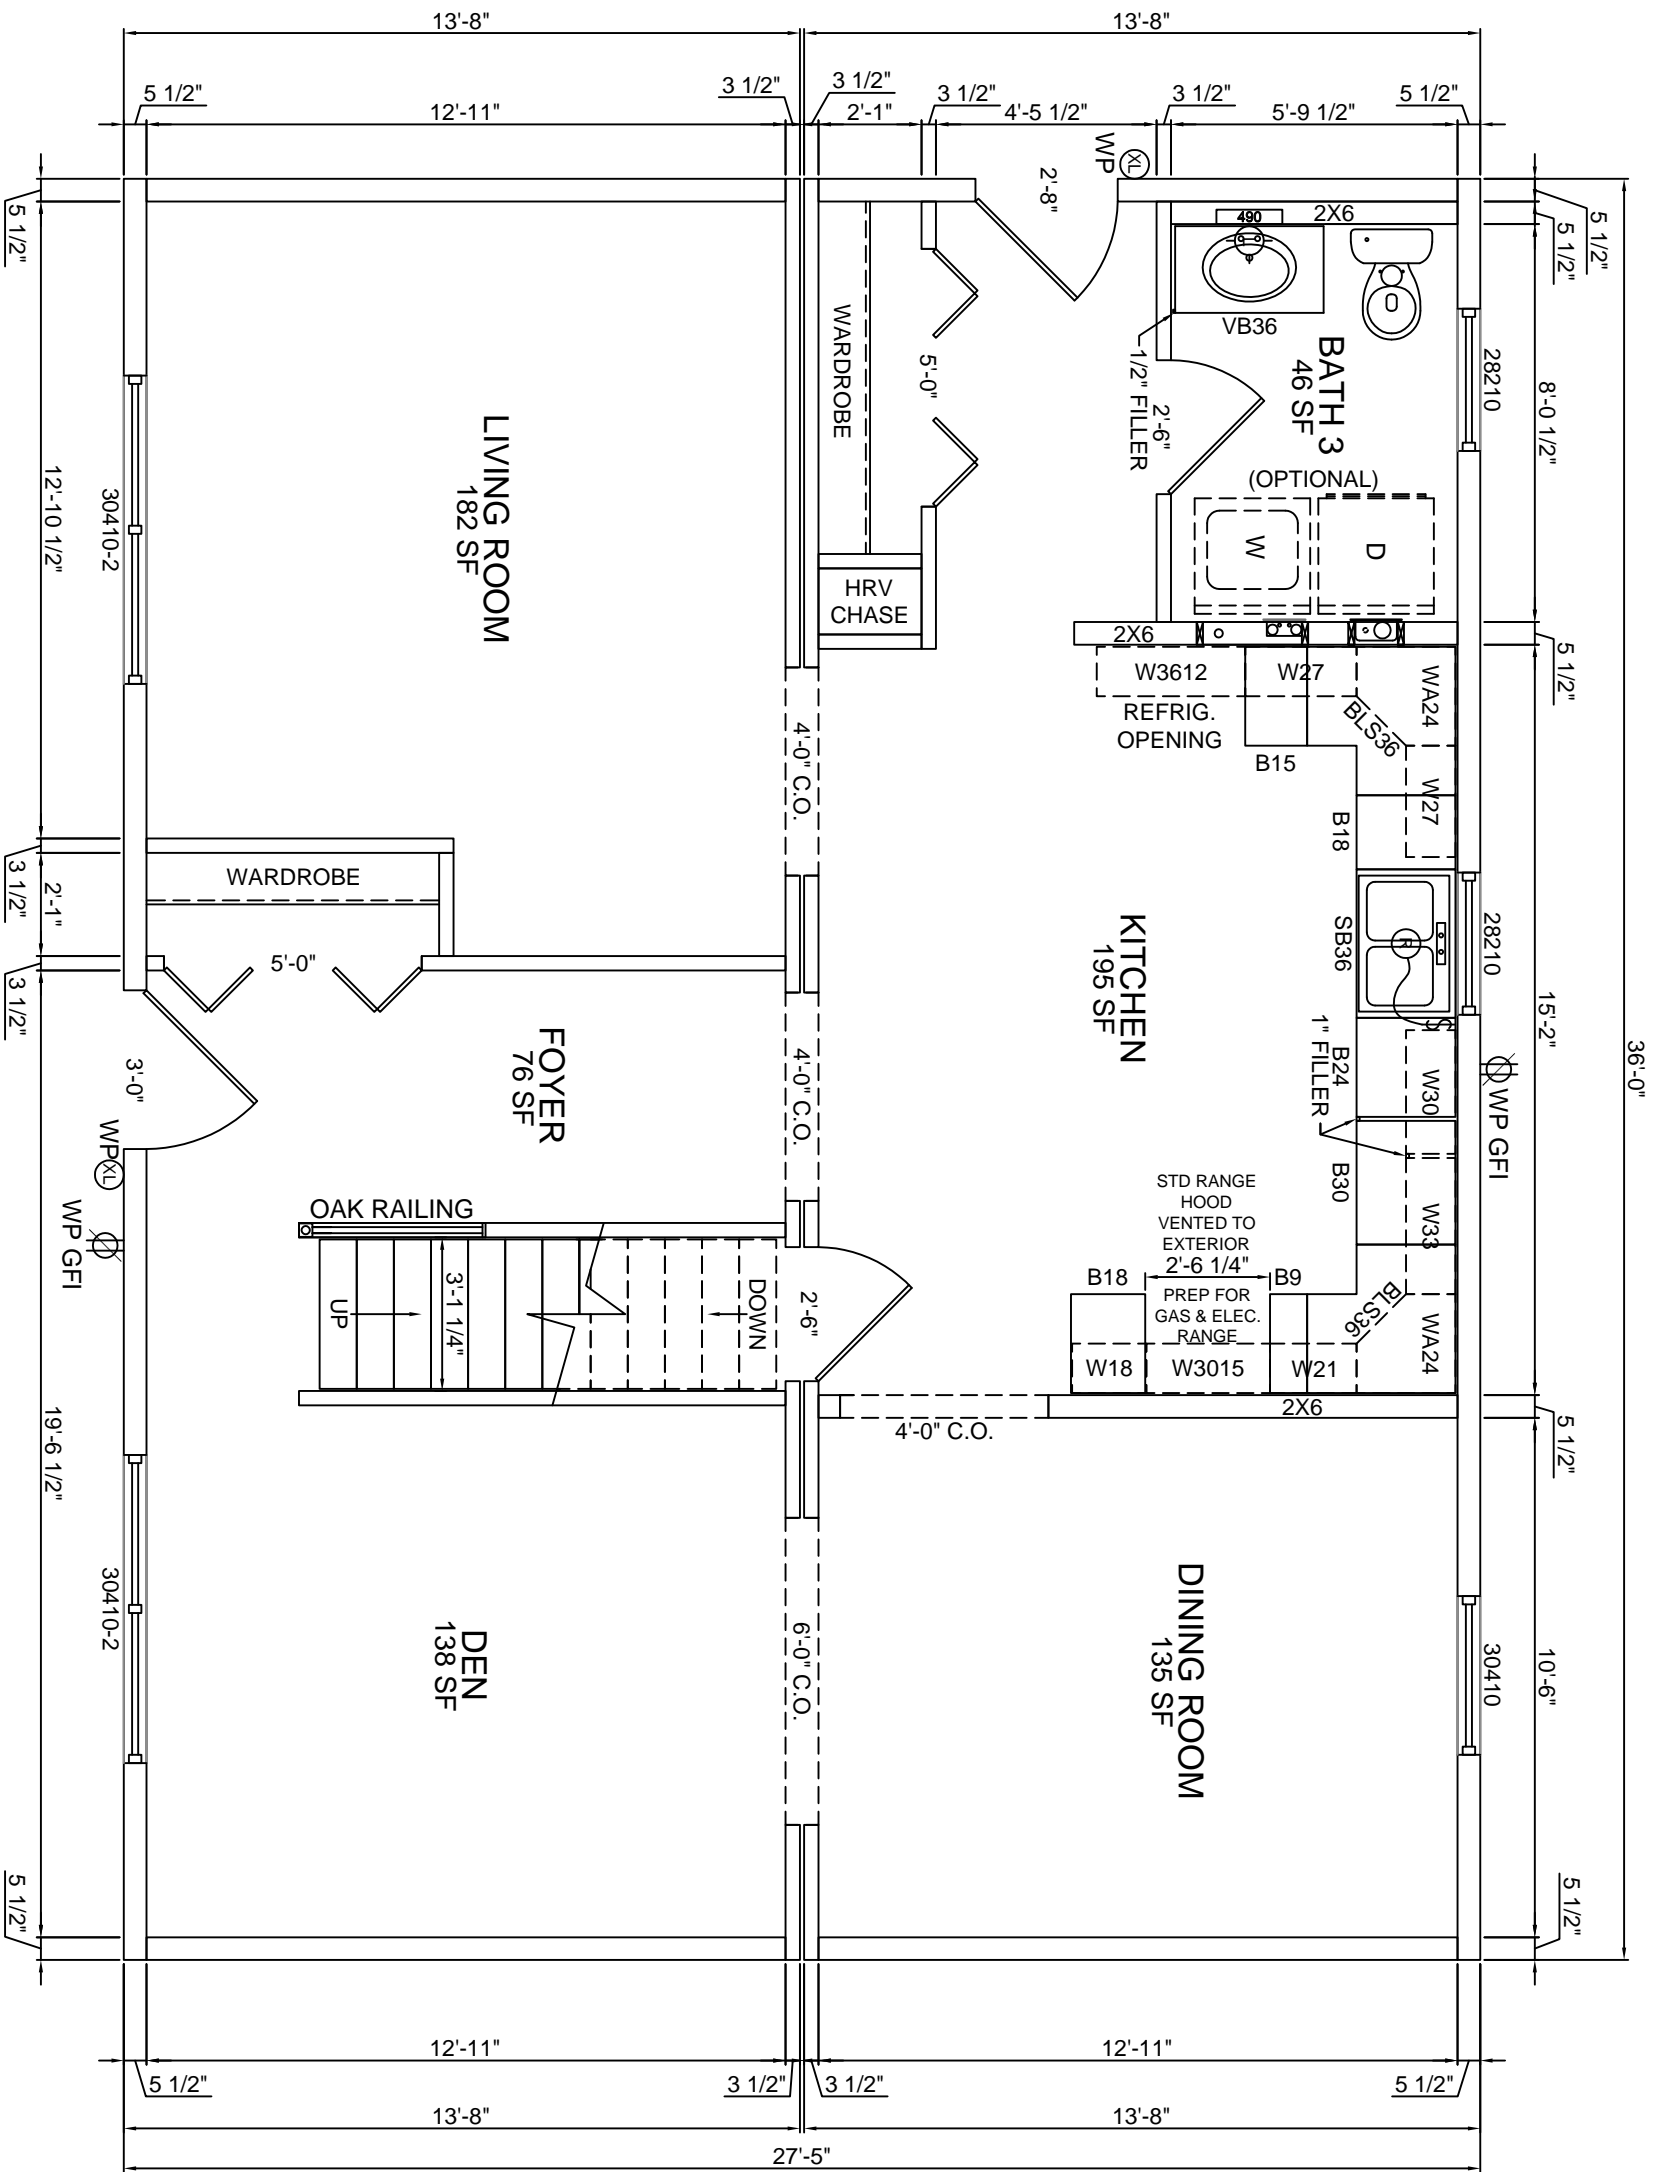 13'-8"
13'-8"
5 1/2"
12'-11"
3 1/2"
3 1/2"
2'-1"
3 1/2"
4'-5 1/2"
3 1/2"
5'-9 1/2"
5 1/2"
5 1/2"
5 1/2"
5 1/2"
2'-8"
WP
XL
490
2X6
VB36
1/2" FILLER
2'-6"
BATH 3
46 SF
28210
8'-0 1/2"
WARDROBE
5'-0"
(OPTIONAL)
W
D
HRV
CHASE
LIVING ROOM
182 SF
30410-2
12'-10 1/2"
2X6
5 1/2"
W3612
W27
WA24
BLS36
REFRIG.
OPENING
B15
W27
B18
4'-0" C.O.
WARDROBE
3 1/2"
2'-1"
3 1/2"
5'-0"
KITCHEN
195 SF
SB36
R
S
28210
15'-2"
36'-0"
FOYER
76 SF
4'-0" C.O.
3'-0"
WP
XL
WP GFI
1" FILLER
B24
W30
WP GFI
B30
W33
STD RANGE
HOOD
VENTED TO
EXTERIOR
2'-6 1/4"
PREP FOR
GAS & ELEC.
RANGE
B18
B9
BLS36
WA24
W18
W3015
W21
2X6
4'-0" C.O.
5 1/2"
OAK RAILING
UP
3'-1 1/4"
DOWN
2'-6"
19'-6 1/2"
30410-2
DEN
138 SF
6'-0" C.O.
DINING ROOM
135 SF
30410
10'-6"
5 1/2"
5 1/2"
12'-11"
12'-11"
5 1/2"
3 1/2"
3 1/2"
5 1/2"
13'-8"
13'-8"
27'-5"